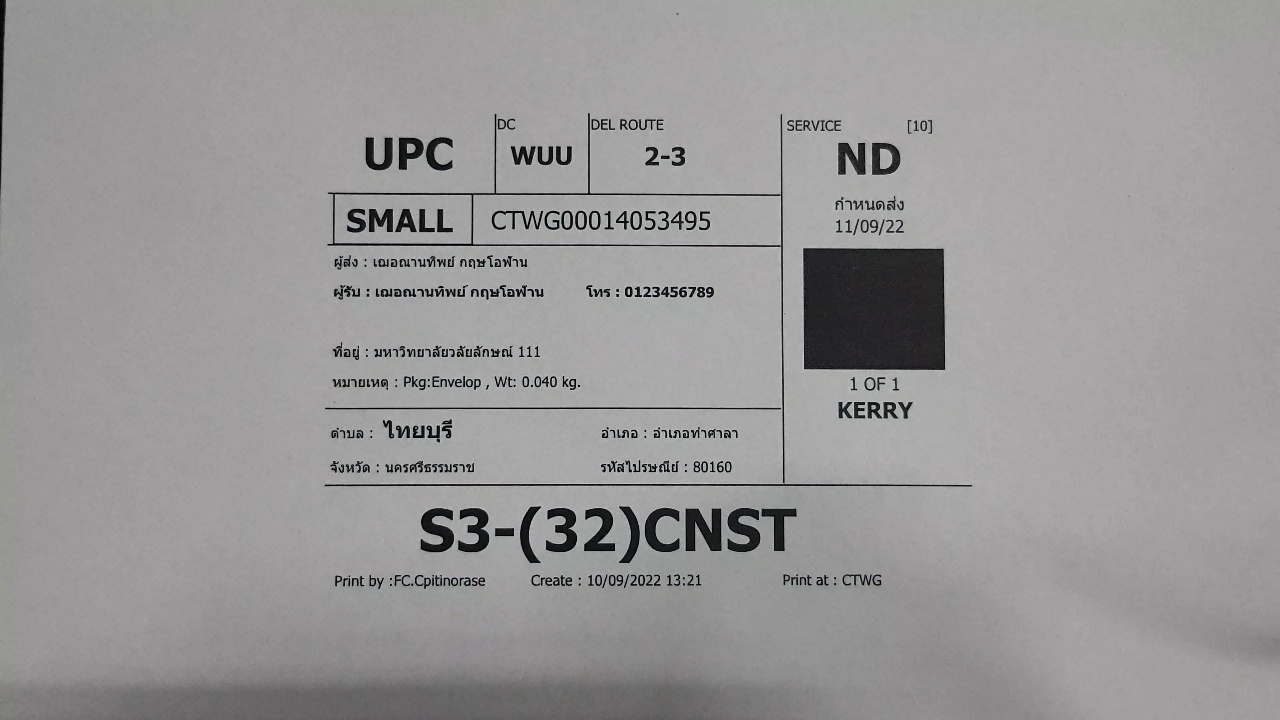 UPC
DC
WUU
DEL ROUTE
2-3
SERVICE [10]
ND
กำหนดส่ง
11/09/22
SMALL CTWG00014053495
ผู้ส่ง : เฌอณานทิพย์ กฤษโอฬาน
ผู้รับ : เฌอณานทิพย์ กฤษโอฬาน โทร : 0123456789
ที่อยู่ : มหาวิทยาลัยวลัยลักษณ์ 111
หมายเหตุ : Pkg:Envelop , Wt: 0.040 kg.
1 OF 1
KERRY
ตำบล : ไทยบุรี อำเภอ : อำเภอท่าศาลา
จังหวัด : นครศรีธรรมราช รหัสไปรษณีย์ : 80160
S3-(32)CNST
Print by :FC.Cpitinorase Create : 10/09/2022 13:21 Print at : CTWG